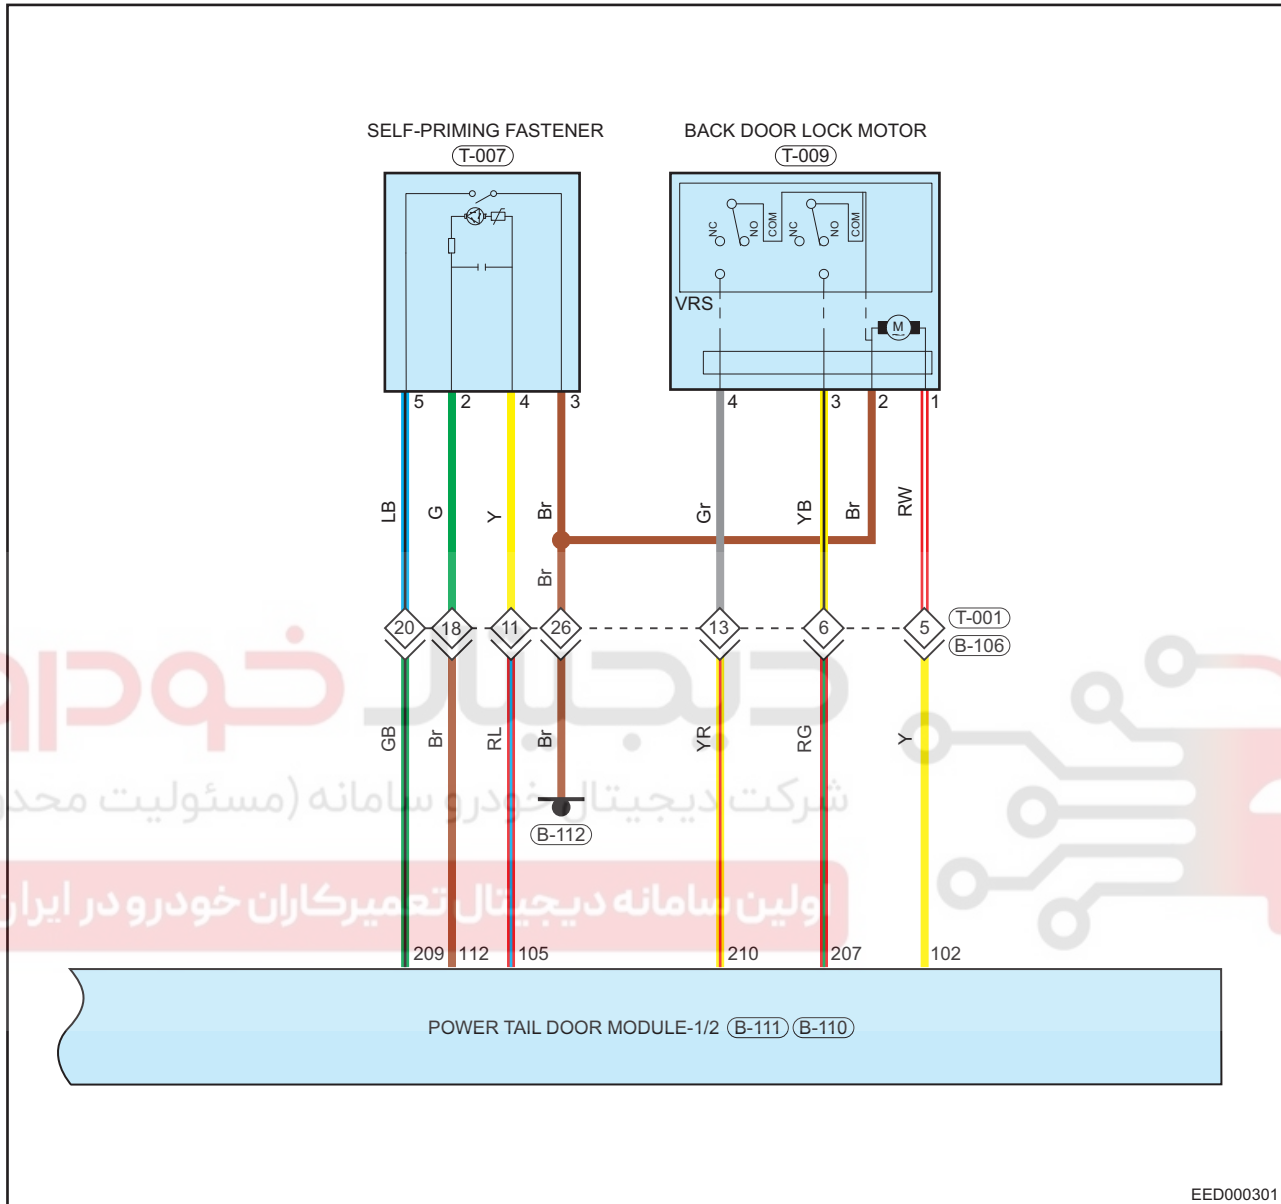 SELF-PRIMING FASTENER
T-007
BACK DOOR LOCK MOTOR
T-009
NC
NO
COM
NC
NO
COM
VRS
M
5
2
4
3
4
3
2
1
LB
G
Y
Br
Gr
YB
Br
RW
Br
20
18
11
26
13
6
5
T-001
B-106
دیجیتال خودرو
GB
Br
RL
Br
YR
RG
Y
شرکت دیجیتال خودرو سامانه (مسئولیت
B-112
اولین سامانه دیجیتال تعمیرکاران خودرو در ایران
209
112
105
210
207
102
POWER TAIL DOOR MODULE-1/2 B-111 B-110
EED000301